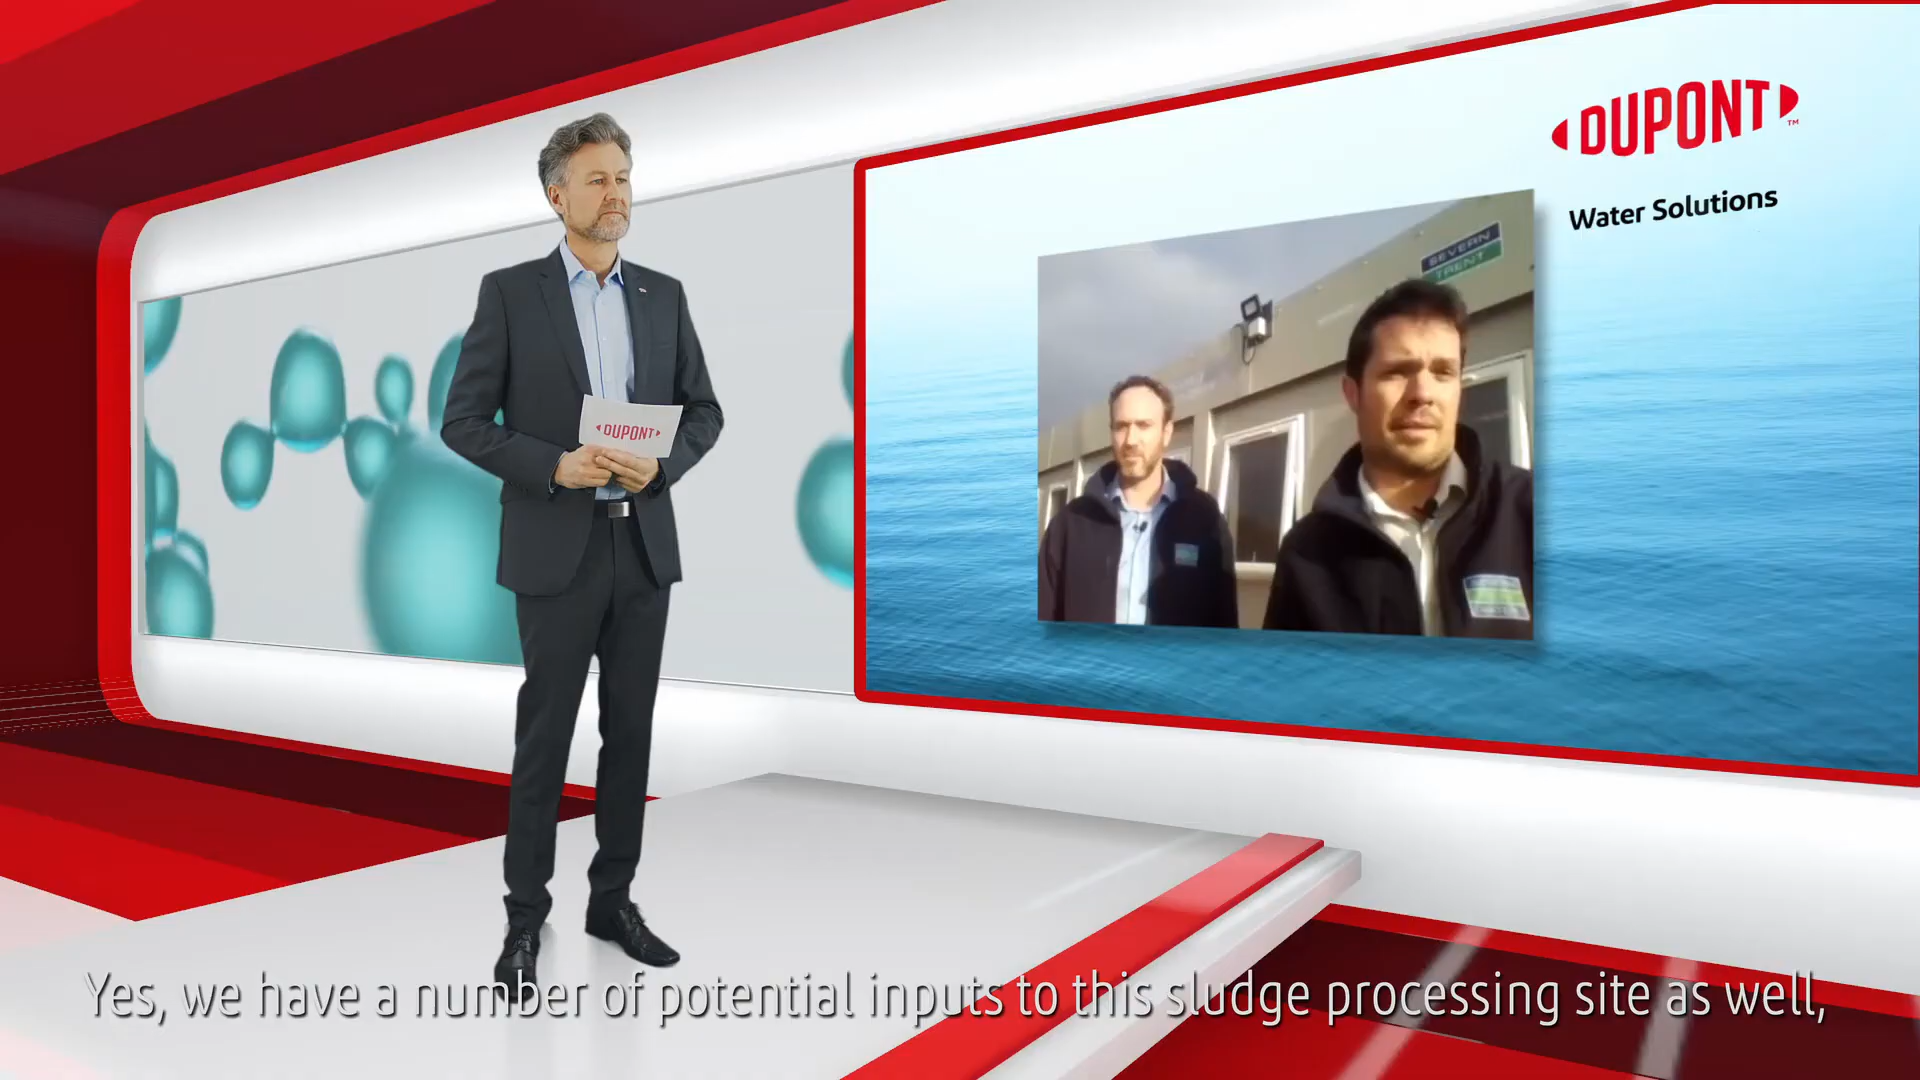 DUPONT™
Water Solutions
SEVERN
TRENT
DUPONT
Yes, we have a number of potential inputs to this sludge processing site as well,